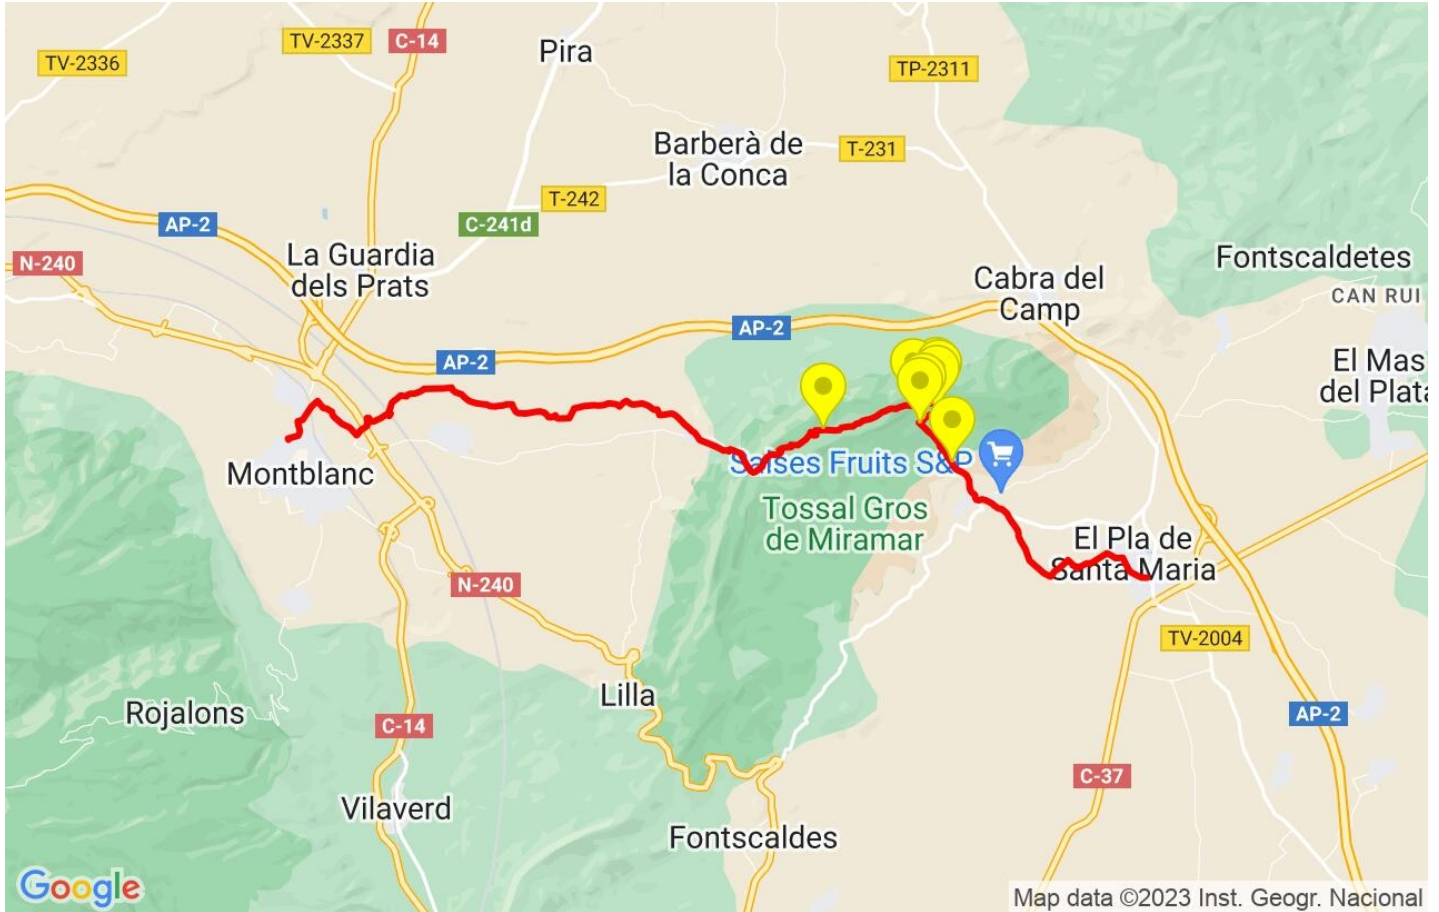 TV-2336
TV-2337
C-14
Pira
TP-2311
Barberà de
la Conca
T-231
T-242
AP-2
C-241d
N-240
La Guardia
dels Prats
Fontscaldetes
CAN RUI
Cabra del
Camp
AP-2
AP-2
El Mas
del Plat
Montblanc
Salses Fruits S&P
Tossal Gros
de Miramar
El Pla de
Santa Maria
N-240
TV-2004
Lilla
Rojalons
C-14
AP-2
C-37
Vilaverd
Fontscaldes
Google
Map data ©2023 Inst. Geogr. Nacional